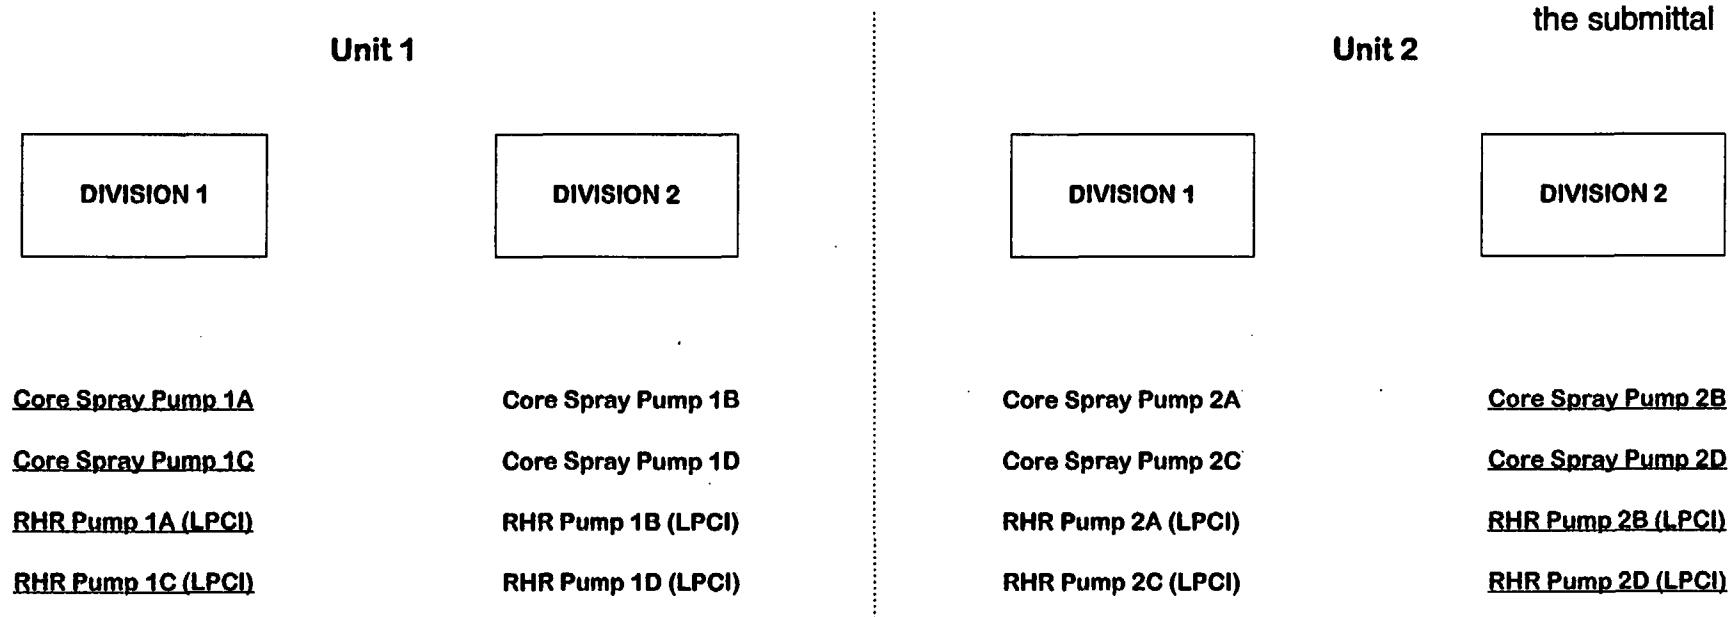 the submittal
Unit 1
Unit 2
DIVISION 1
DIVISION 2
DIVISION 1
DIVISION 2
Core Spray Pump 1A
Core Spray Pump 1B
Core Spray Pump 2A
Core Spray Pump 2B
Core Spray Pump 1C
Core Spray Pump 1D
Core Spray Pump 2C
Core Spray Pump 2D
RHR Pump 1A (LPCI)
RHR Pump 1B (LPCI)
RHR Pump 2A (LPCI)
RHR Pump 2B (LPCI)
RHR Pump 1C (LPCI)
RHR Pump 1D (LPCI)
RHR Pump 2C (LPCI)
RHR Pump 2D (LPCI)